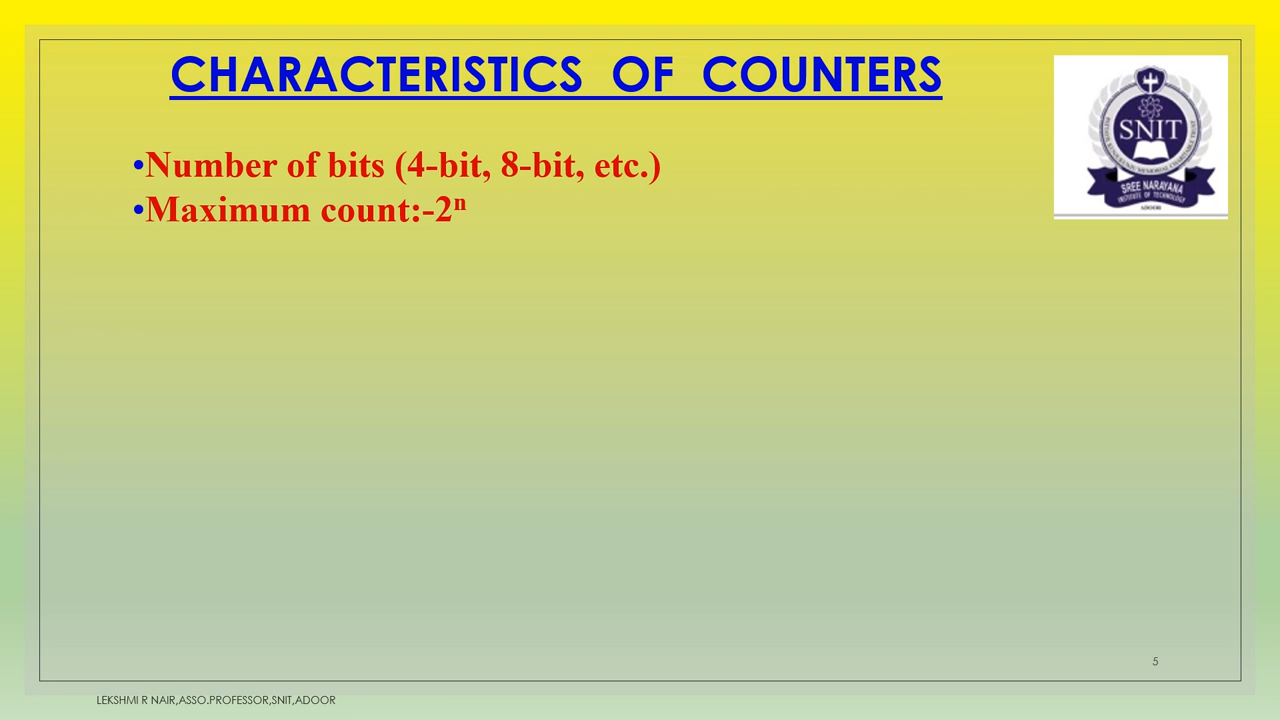 CHARACTERISTICS OF COUNTERS
•Number of bits (4-bit, 8-bit, etc.)
•Maximum count:-2ⁿ
SNIT
SREE NARAYANA
INSTITUTE OF TECHNOLOGY
ADOOR
5
LEKSHMI R NAIR,ASSO.PROFESSOR,SNIT,ADOOR